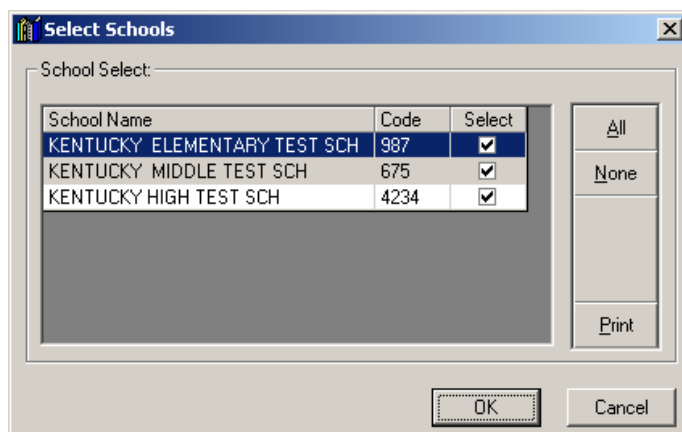 Select Schools
School Select:
School Name Code Select
KENTUCKY ELEMENTARY TEST SCH 987
KENTUCKY MIDDLE TEST SCH 675
KENTUCKY HIGH TEST SCH 4234
All
None
Print
OK Cancel